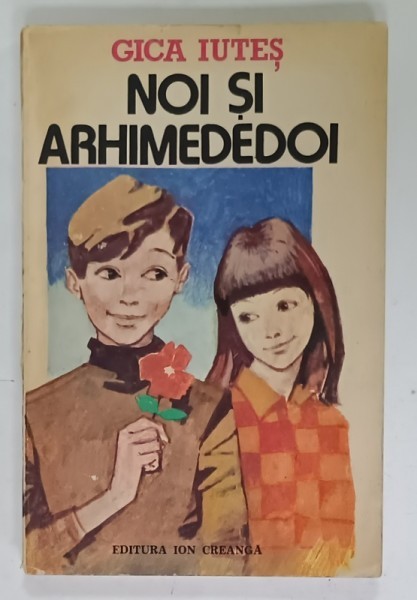 GICA IUTEȘ
NOI ȘI
ARHIMEDEDOI
EDITURA ION CREANGĂ